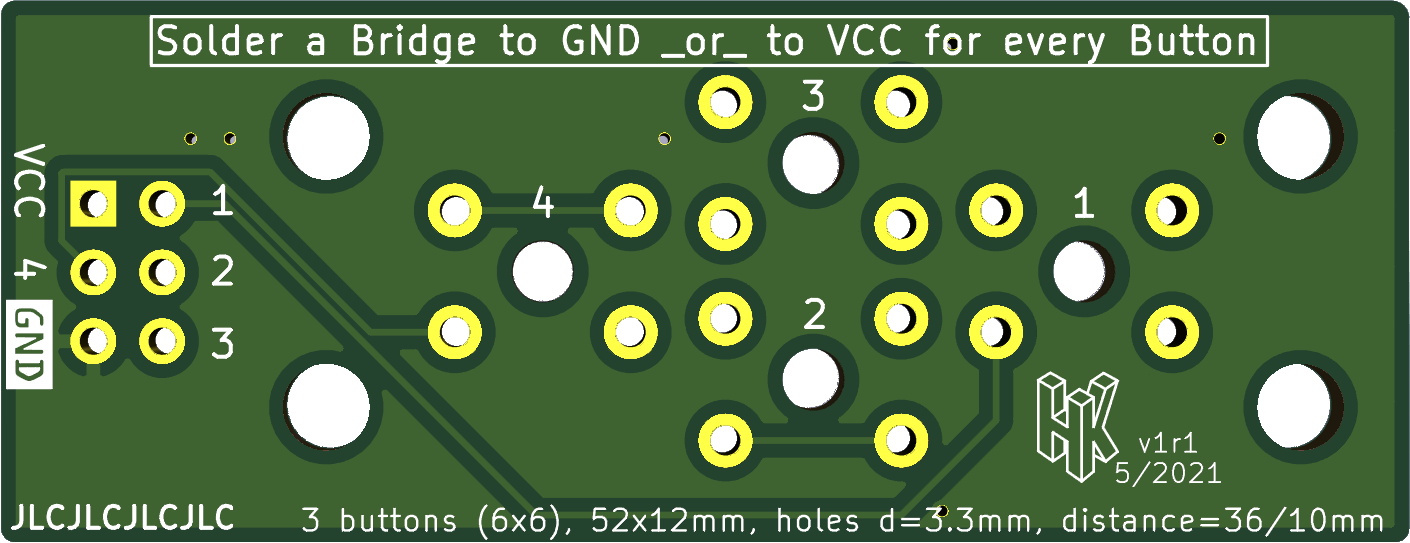 Solder a Bridge to GND _or_ to VCC for every Button
3
VCC
1
4
1
4
2
2
GND
3
HK
v1r1
5/2021
JLCJLCJLCJLC
3 buttons (6x6), 52x12mm, holes d=3.3mm, distance=36/10mm